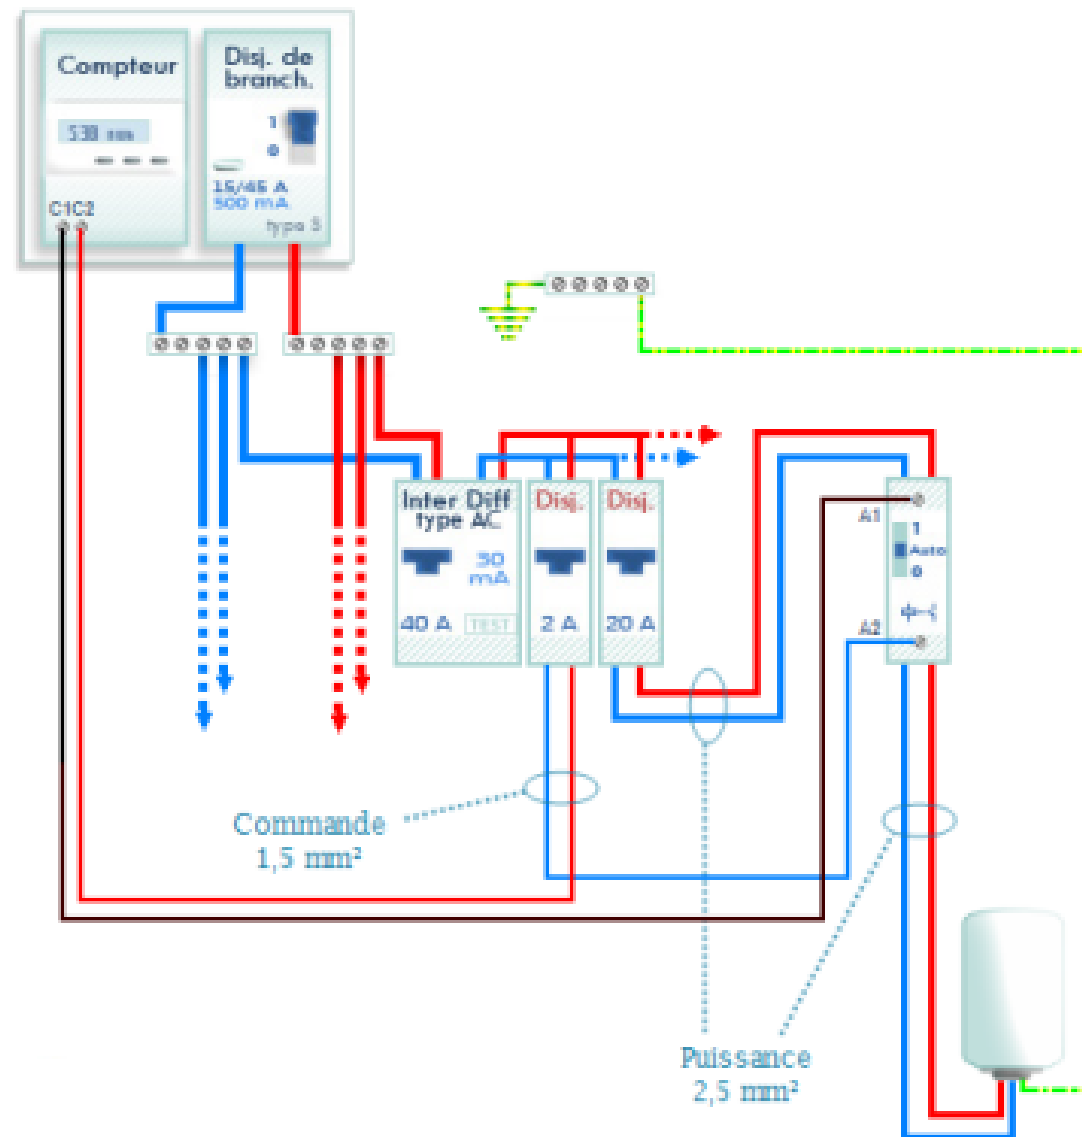 Compteur
C1C2
Disj. de
branch.
1
0
15/45 A
500 mA
type S
Inter Diff
type AC
30
mA
40 A
TEST
Disj.
2 A
Disj.
20 A
A1
1
Auto
0
A2
Commande
1,5 mm²
Puissance
2,5 mm²